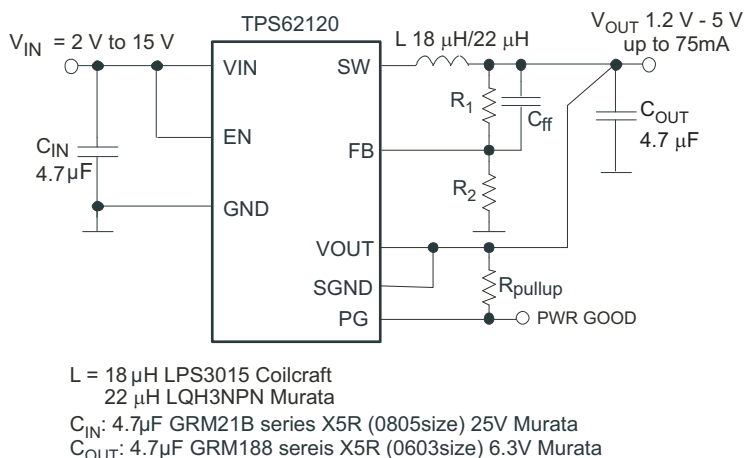 TPS62120
V_IN = 2 V to 15 V
L 18 μH/22 μH
V_OUT 1.2 V - 5 V
up to 75mA
VIN
SW
R_1
C_ff
C_OUT
4.7 μF
EN
C_IN
4.7μF
FB
R_2
GND
VOUT
SGND
R_pullup
PG
PWR GOOD
L = 18 μH LPS3015 Coilcraft
22 μH LQH3NPN Murata
C_IN: 4.7μF GRM21B series X5R (0805size) 25V Murata
C_OUT: 4.7μF GRM188 sereis X5R (0603size) 6.3V Murata